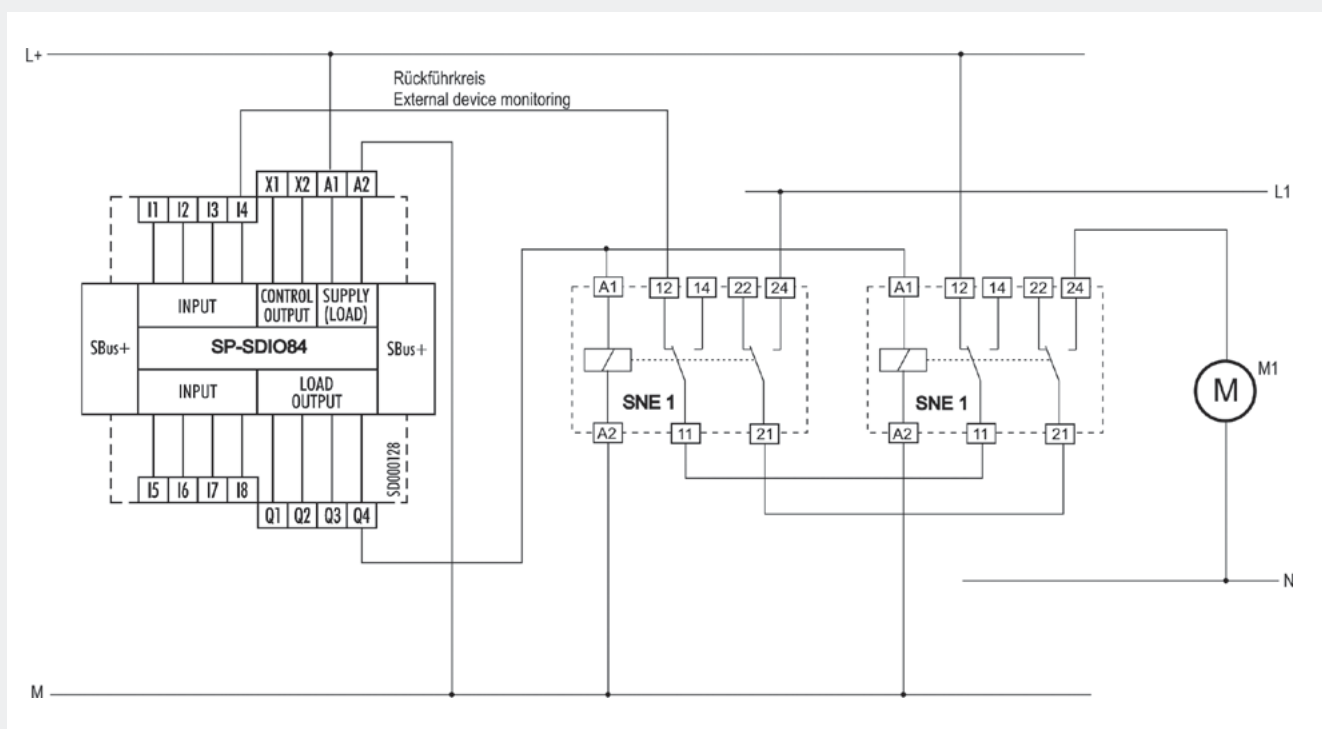 L+
Rückführkreis
External device monitoring
X1 X2 A1 A2
L1
I1 I2 I3 I4
A1 12 14 22 24
A1 12 14 22 24
INPUT
CONTROL
OUTPUT
SUPPLY
(LOAD)
SBus+
SP-SDIO84
SBus+
INPUT
LOAD
OUTPUT
M1
M
SNE 1
SNE 1
A2 11 21
A2 11 21
SD000128
I5 I6 I7 I8
Q1 Q2 Q3 Q4
N
M